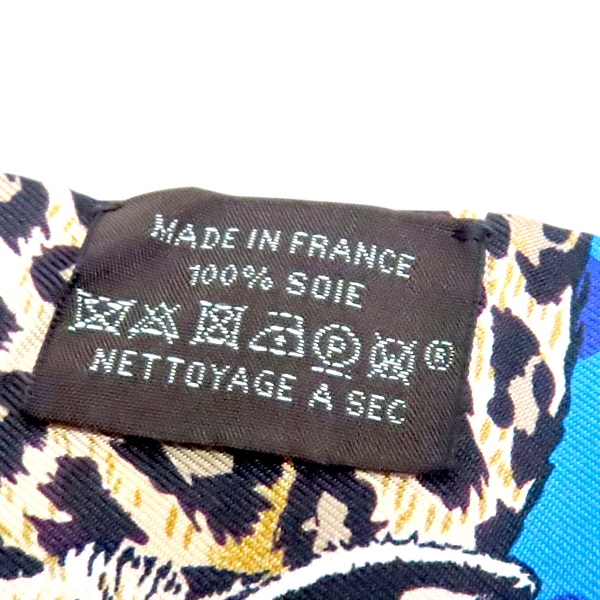 MADE IN FRANCE
100% SOIE
P W ®
NETTOYAGE A SEC